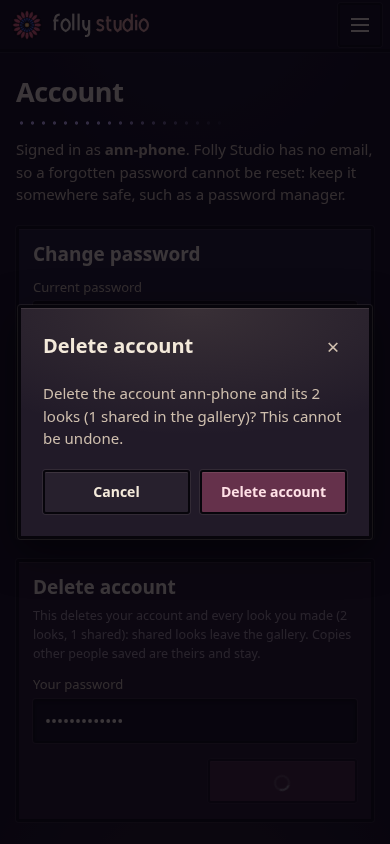 folly studio
Account
Signed in as ann-phone. Folly Studio has no email,
so a forgotten password cannot be reset: keep it
somewhere safe, such as a password manager.
Change password
Current password
Delete account
×
Delete the account ann-phone and its 2
looks (1 shared in the gallery)? This cannot
be undone.
Cancel
Delete account
Delete account
This deletes your account and every look you made (2
looks, 1 shared): shared looks leave the gallery. Copies
other people saved are theirs and stay.
Your password
•••••••••••••